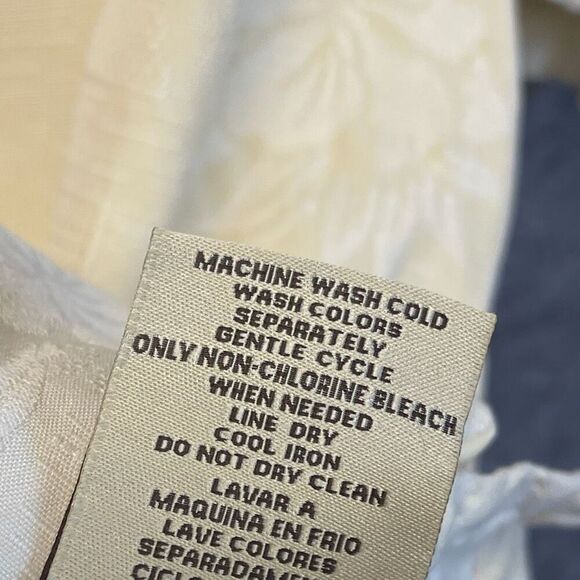 MACHINE WASH COLD
WASH COLORS
SEPARATELY
GENTLE CYCLE
ONLY NON-CHLORINE BLEACH
WHEN NEEDED
LINE DRY
COOL IRON
DO NOT DRY CLEAN
LAVAR A
MAQUINA EN FRIO
LAVE COLORES